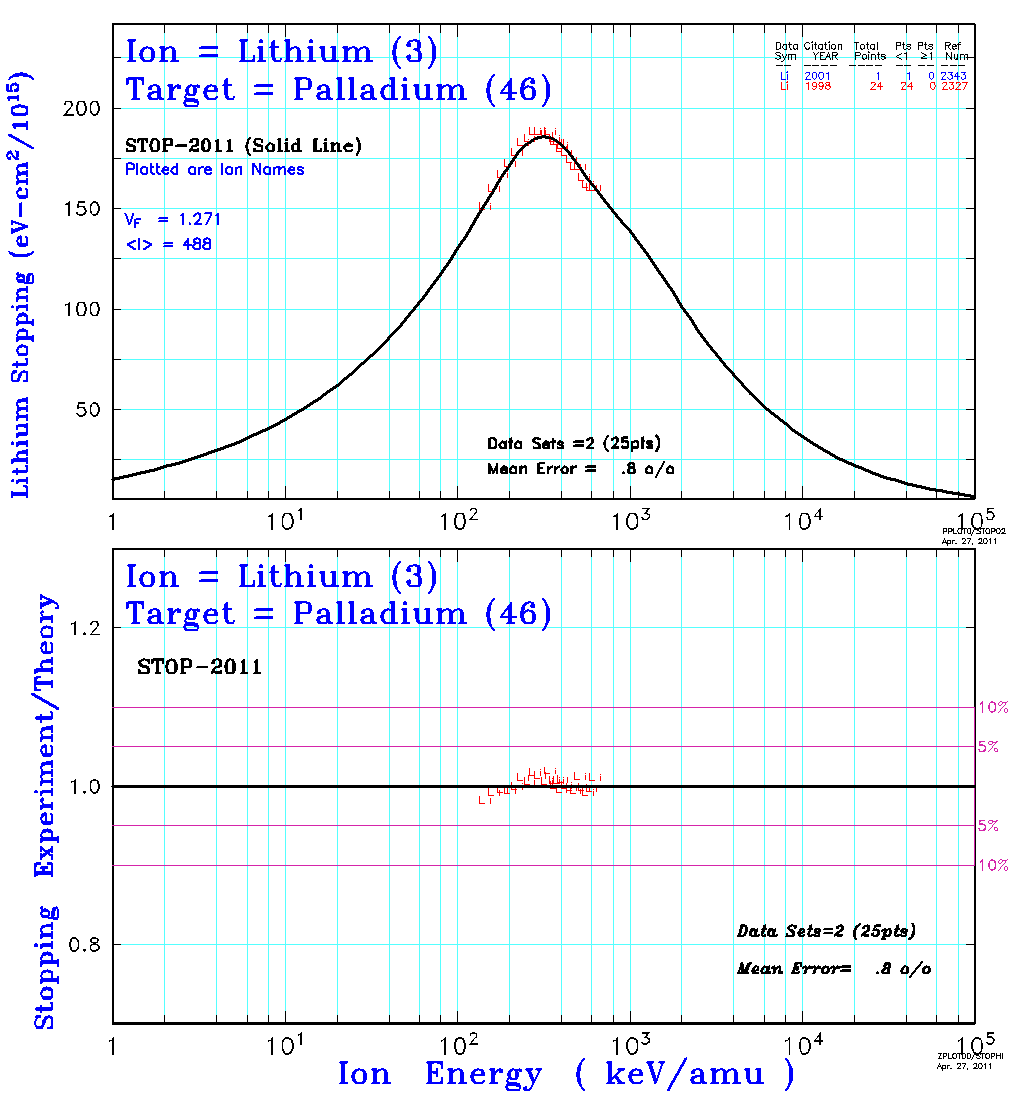 Ion = Lithium (3)
Target = Palladium (46)
Data Citation Total Pts Pts Ref
Sym YEAR Points <1 ≥1 Num
Li 2001 1 1 0 2343
Li 1998 24 24 0 2327
STOP-2011 (Solid Line)
Plotted are Ion Names
VF = 1.271
<I> = 488
Data Sets =2 (25pts)
Mean Error = .8 o/o
Lithium Stopping (eV-cm²/10¹⁵)
200
150
100
50
1 10¹ 10² 10³ 10⁴ 10⁵
PPLOT0/STOP02
Apr. 27, 2011
Ion = Lithium (3)
Target = Palladium (46)
STOP-2011
Stopping Experiment/Theory
1.2
1.0
0.8
10%
5%
5%
10%
Data Sets=2 (25pts)
Mean Error= .8 o/o
1 10¹ 10² 10³ 10⁴ 10⁵
Ion Energy ( keV/amu )
Apr. 27, 2011